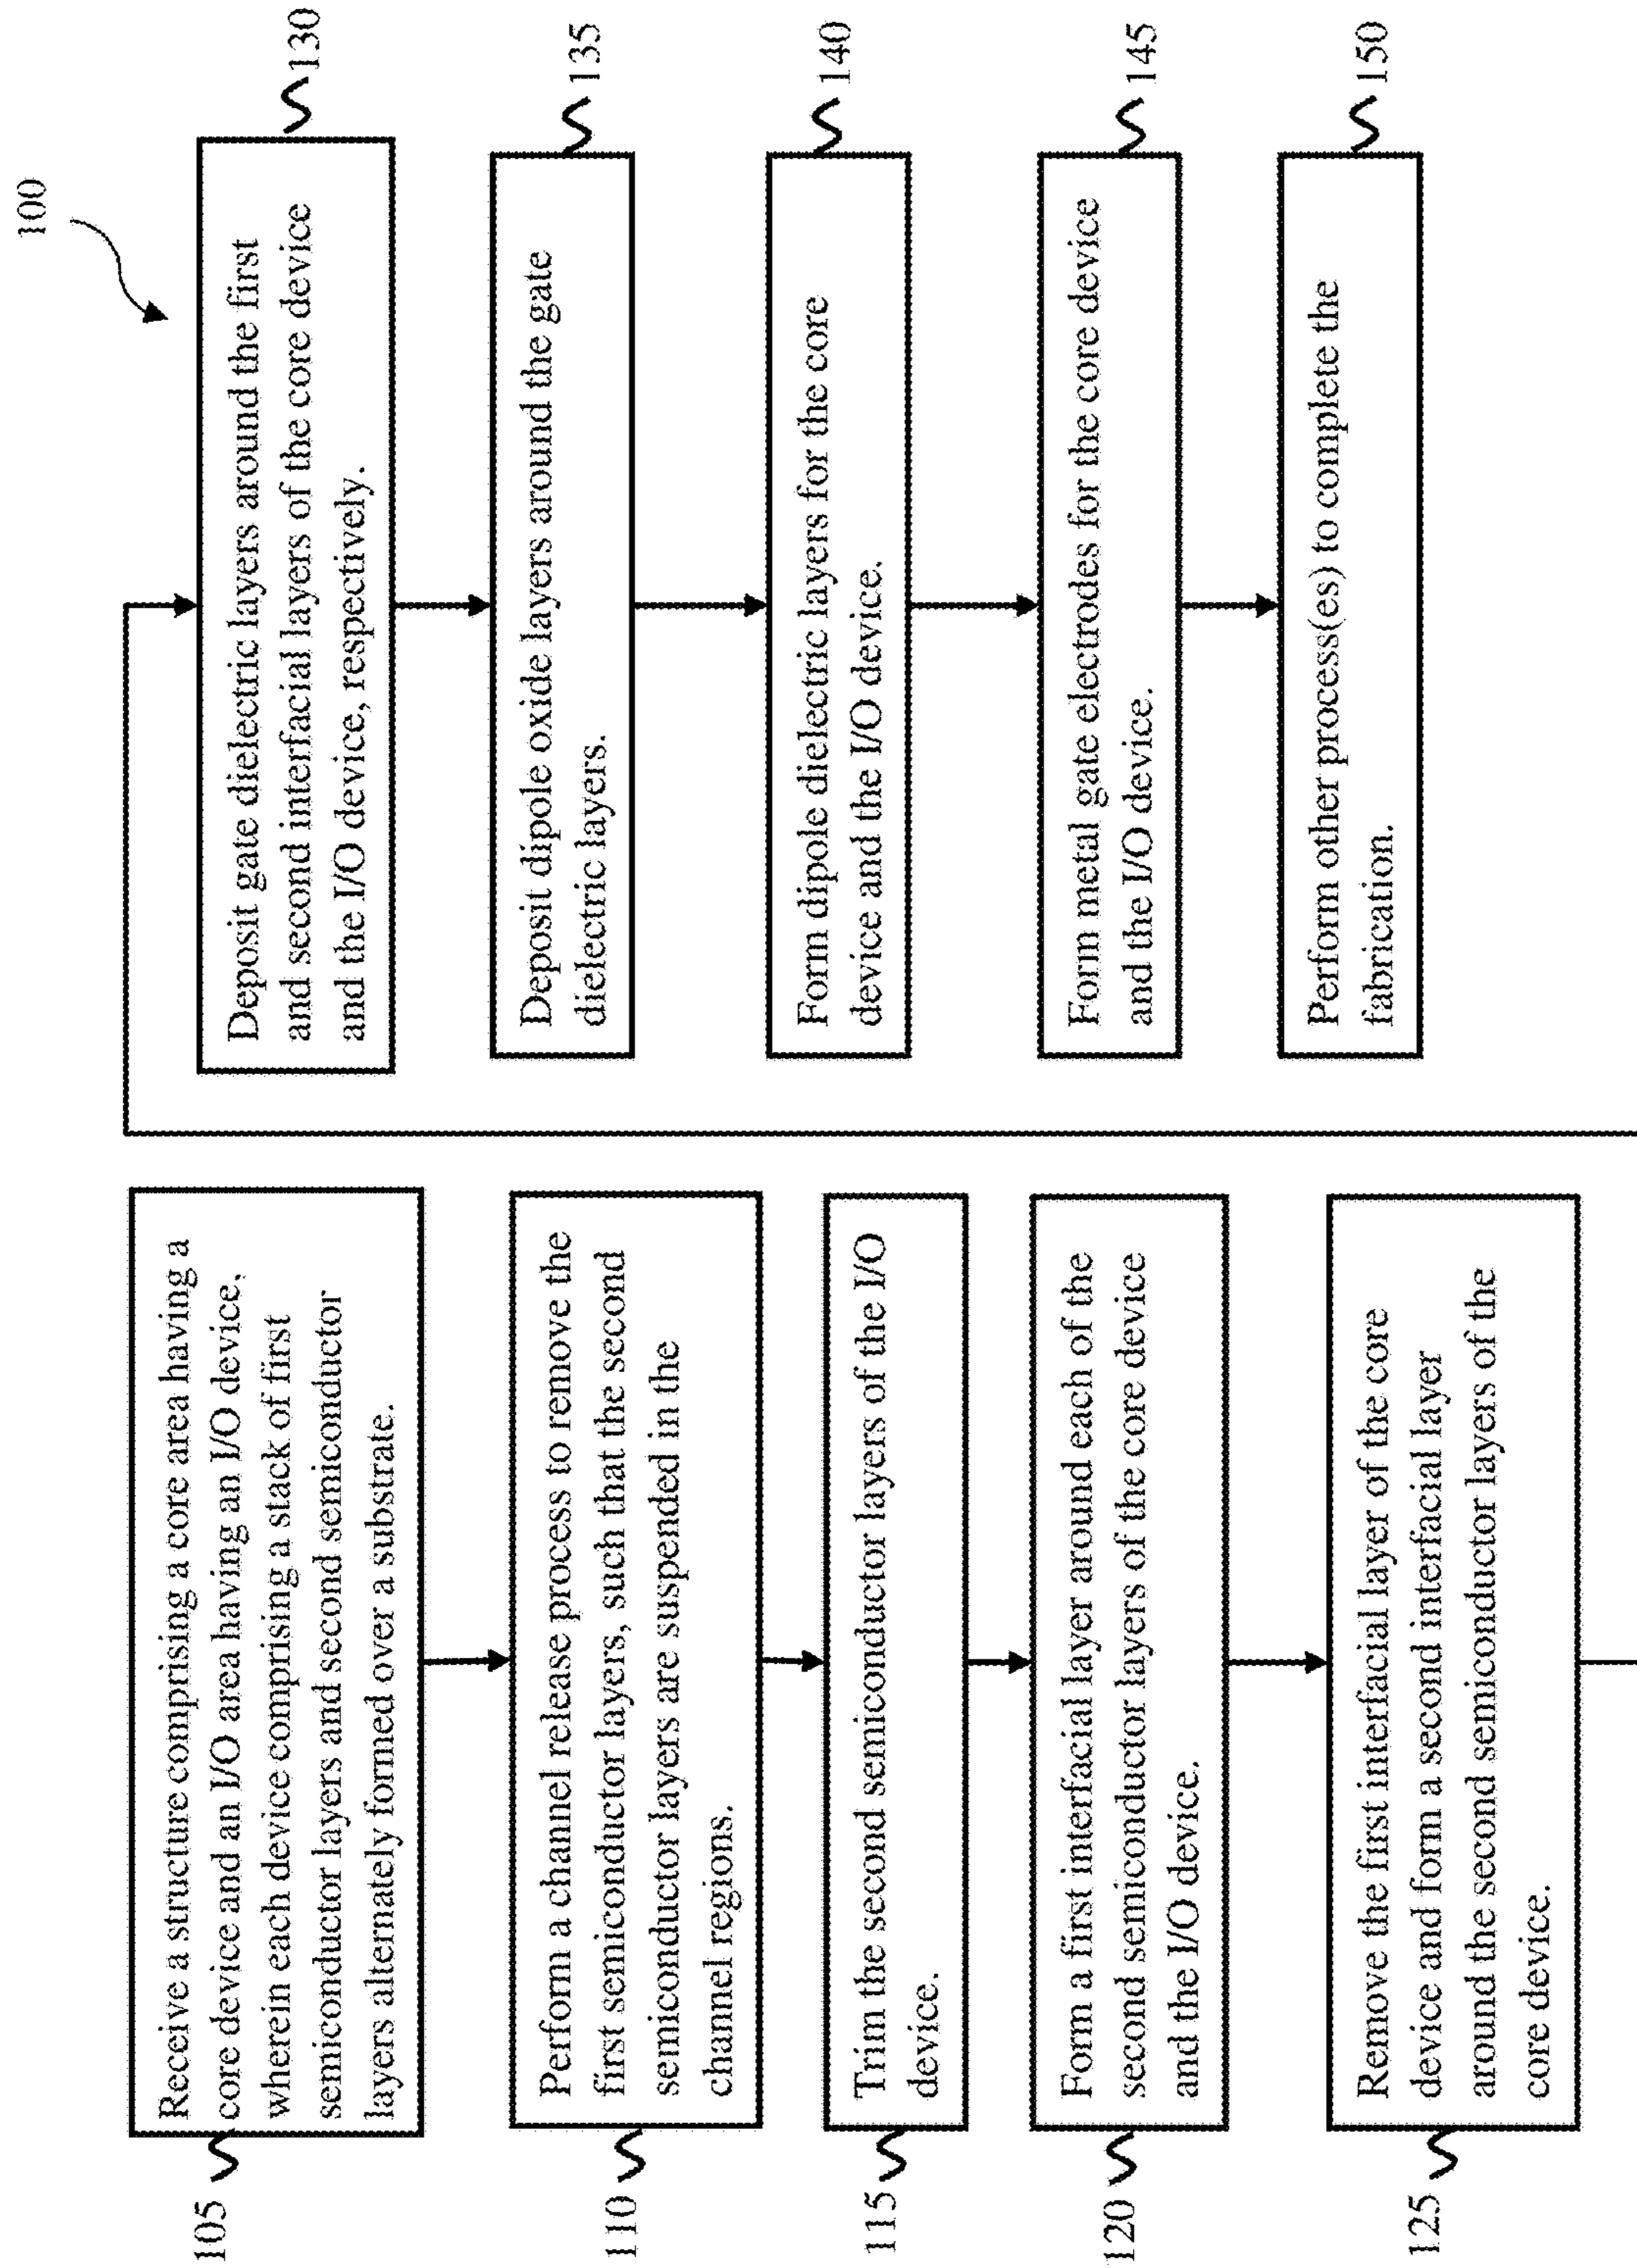 100
105
Receive a structure comprising a core area having a
core device and an I/O area having an I/O device,
wherein each device comprising a stack of first
semiconductor layers and second semiconductor
layers alternately formed over a substrate.
110
Perform a channel release process to remove the
first semiconductor layers, such that the second
semiconductor layers are suspended in the
channel regions.
115
Trim the second semiconductor layers of the I/O
device.
120
Form a first interfacial layer around each of the
second semiconductor layers of the core device
and the I/O device.
125
Remove the first interfacial layer of the core
device and form a second interfacial layer
around the second semiconductor layers of the
core device.
130
Deposit gate dielectric layers around the first
and second interfacial layers of the core device
and the I/O device, respectively.
135
Deposit dipole oxide layers around the gate
dielectric layers.
140
Form dipole dielectric layers for the core
device and the I/O device.
145
Form metal gate electrodes for the core device
and the I/O device.
150
Perform other process(es) to complete the
fabrication.